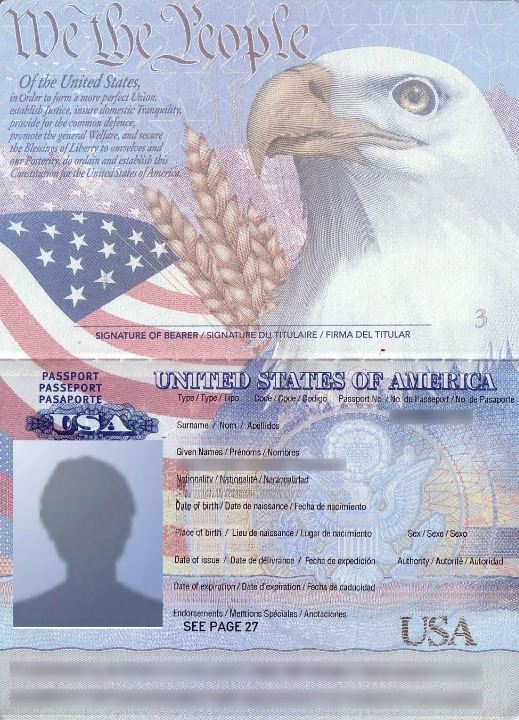 We the People
Of the United States,
in Order to form a more perfect Union,
establish Justice, insure domestic Tranquility,
provide for the common defence,
promote the general Welfare, and secure
the Blessings of Liberty to ourselves and
our Posterity, do ordain and establish this
Constitution for the United States of America.
3
SIGNATURE OF BEARER / SIGNATURE DU TITULAIRE / FIRMA DEL TITULAR
PASSPORT
PASSEPORT
PASAPORTE
USA
UNITED STATES OF AMERICA
Type / Type / Tipo Code / Code / Codigo Passport No. / No. du Passeport / No. de Pasaporte
Surname / Nom / Apellidos
Given Names / Prénoms / Nombres
Nationality / Nationalité / Nacionalidad
Date of birth / Date de naissance / Fecha de nacimiento
Place of birth / Lieu de naissance / Lugar de nacimiento Sex / Sexe / Sexo
Date of issue / Date de délivrance / Fecha de expedición Authority / Autorité / Autoridad
Date of expiration / Date d'expiration / Fecha de caducidad
Endorsements / Mentions Spéciales / Anotaciones
SEE PAGE 27
USA